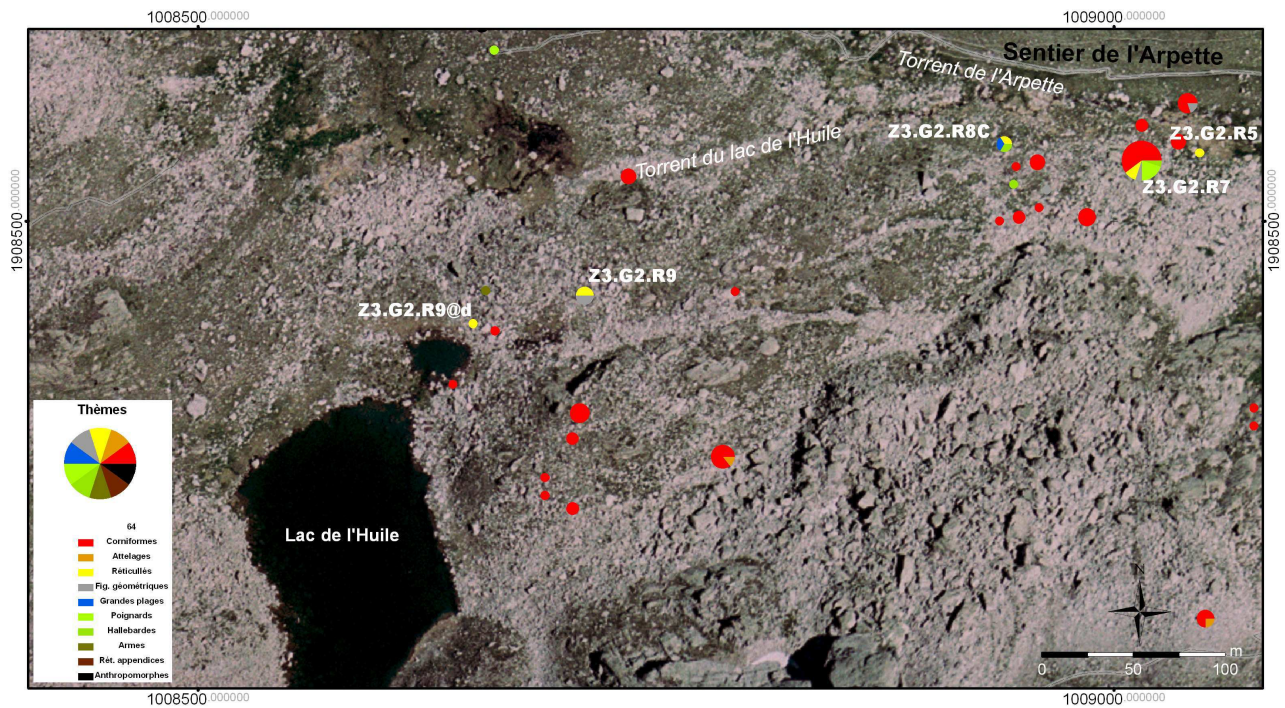 1008500.000000
1009000.000000
Sentier de l'Arpette
Torrent de l'Arpette
Z3.G2.R8C
Z3.G2.R5
Torrent du lac de l'Huile
Z3.G2.R7
1908500.000000
1908500.000000
Z3.G2.R9
Z3.G2.R9@d
Thèmes
64
Corniformes
Attelages
Réticullés
Fig. géométriques
Grandes plages
Poignards
Hallebardes
Armes
Rét. appendices
Anthropomorphes
Lac de l'Huile
N
m
0 50 100
1008500.000000
1009000.000000